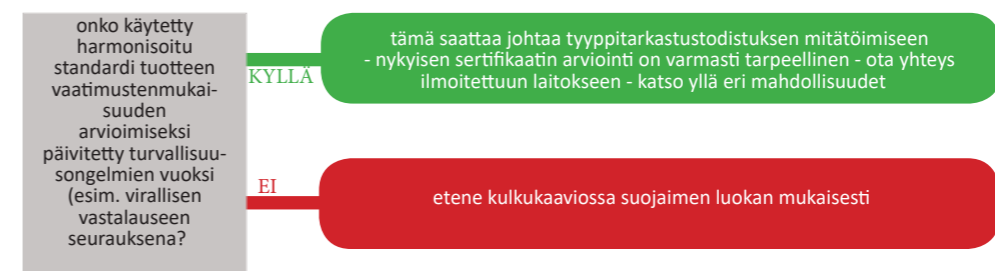 onko käytetty
harmonisoitu
standardi tuotteen
vaatimustenmukai-
suuden
arvioimiseksi
päivitetty turvallisuu-
songelmien vuoksi
(esim. virallisen
vastalauseen
seurauksena?
KYLLÄ
tämä saattaa johtaa tyyppitarkastustodistuksen mitätöimiseen
- nykyisen sertifikaatin arviointi on varmasti tarpeellinen - ota yhteys
ilmoitettuun laitokseen - katso yllä eri mahdollisuudet
EI
etene kulkukaaviossa suojaimen luokan mukaisesti